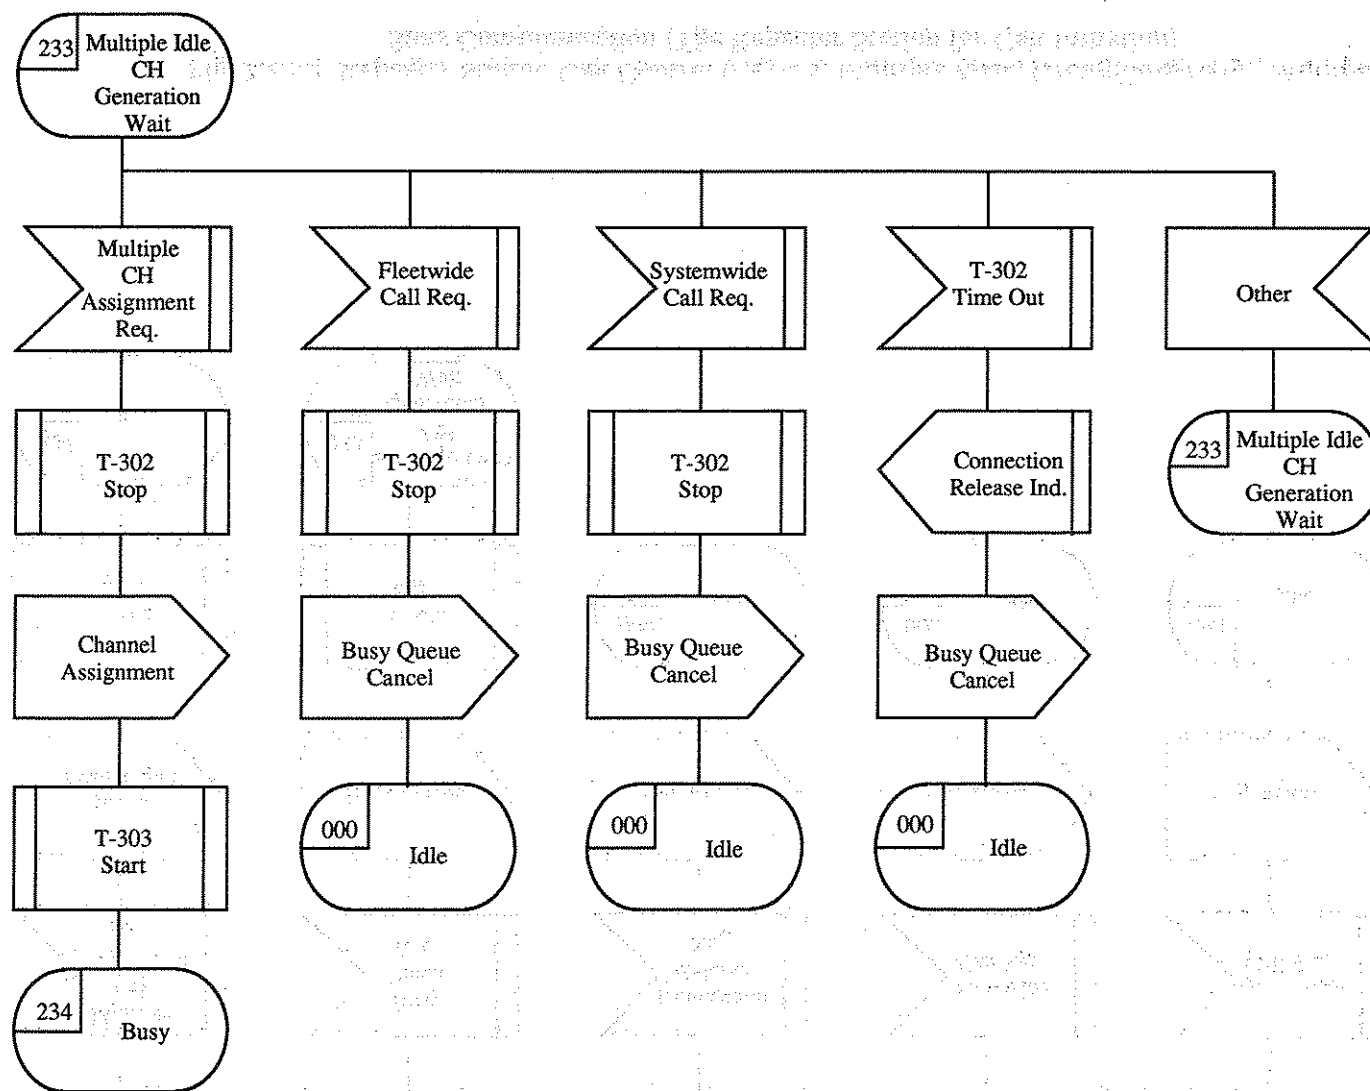 233
Multiple Idle
CH
Generation
Wait
Multiple
CH
Assignment
Req.
Fleetwide
Call Req.
Systemwide
Call Req.
T-302
Time Out
Other
T-302
Stop
T-302
Stop
T-302
Stop
Connection
Release Ind.
233
Multiple Idle
CH
Generation
Wait
Channel
Assignment
Busy Queue
Cancel
Busy Queue
Cancel
Busy Queue
Cancel
T-303
Start
000
Idle
000
Idle
000
Idle
234
Busy